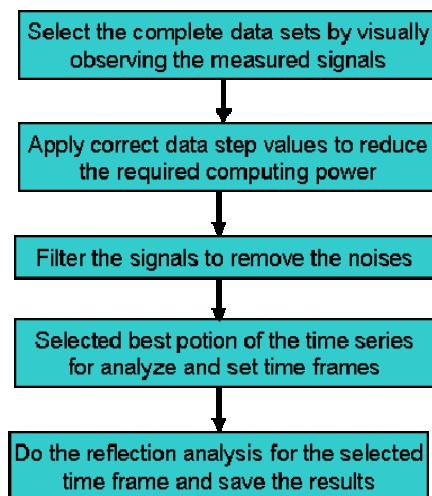 Select the complete data sets by visually
observing the measured signals
Apply correct data step values to reduce
the required computing power
Filter the signals to remove the noises
Selected best potion of the time series
for analyze and set time frames
Do the reflection analysis for the selected
time frame and save the results